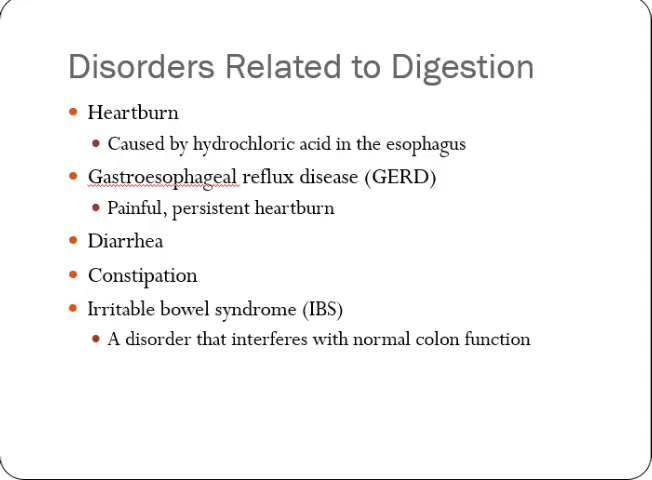 Disorders Related to Digestion
Heartburn
Caused by hydrochloric acid in the esophagus
Gastroesophageal reflux disease (GERD)
Painful, persistent heartburn
Diarrhea
Constipation
Irritable bowel syndrome (IBS)
A disorder that interferes with normal colon function